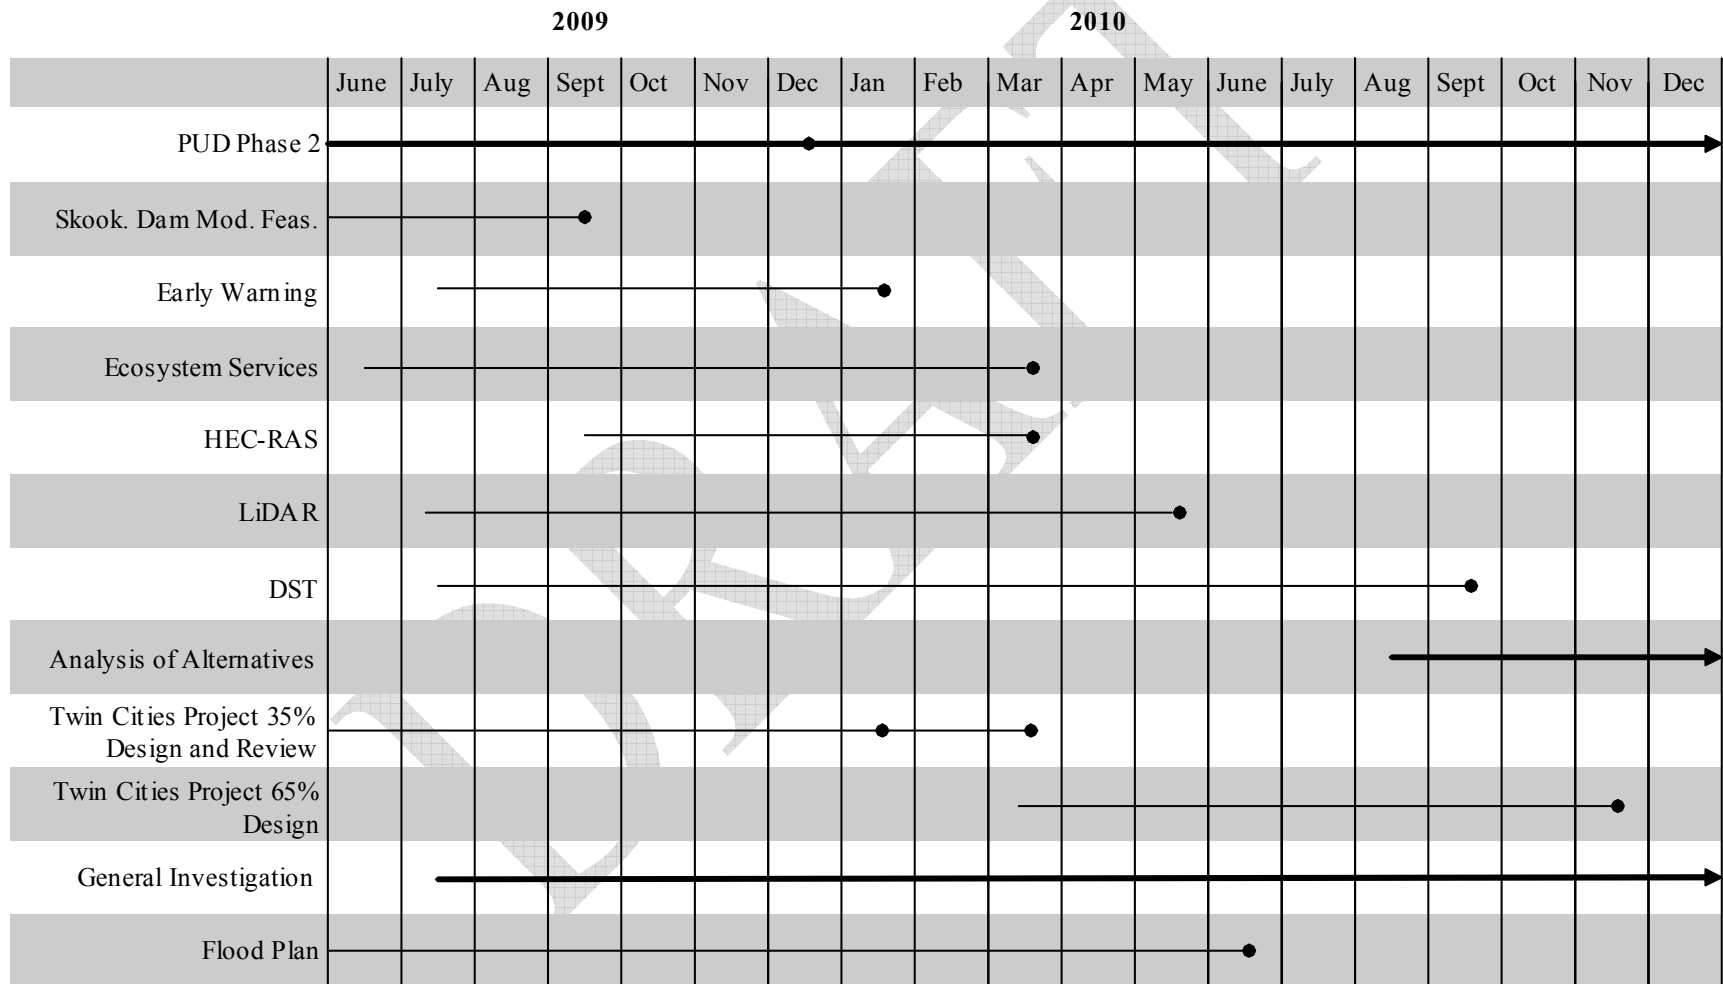 2009 2010
June July Aug Sept Oct Nov Dec Jan Feb Mar Apr May June July Aug Sept Oct Nov Dec
PUD Phase 2
Skook. Dam Mod. Feas.
Early Warning
Ecosystem Services
HEC-RAS
LiDAR
DST
Analysis of Alternatives
Twin Cities Project 35%
Design and Review
Twin Cities Project 65%
Design
General Investigation
Flood Plan
DRAFT